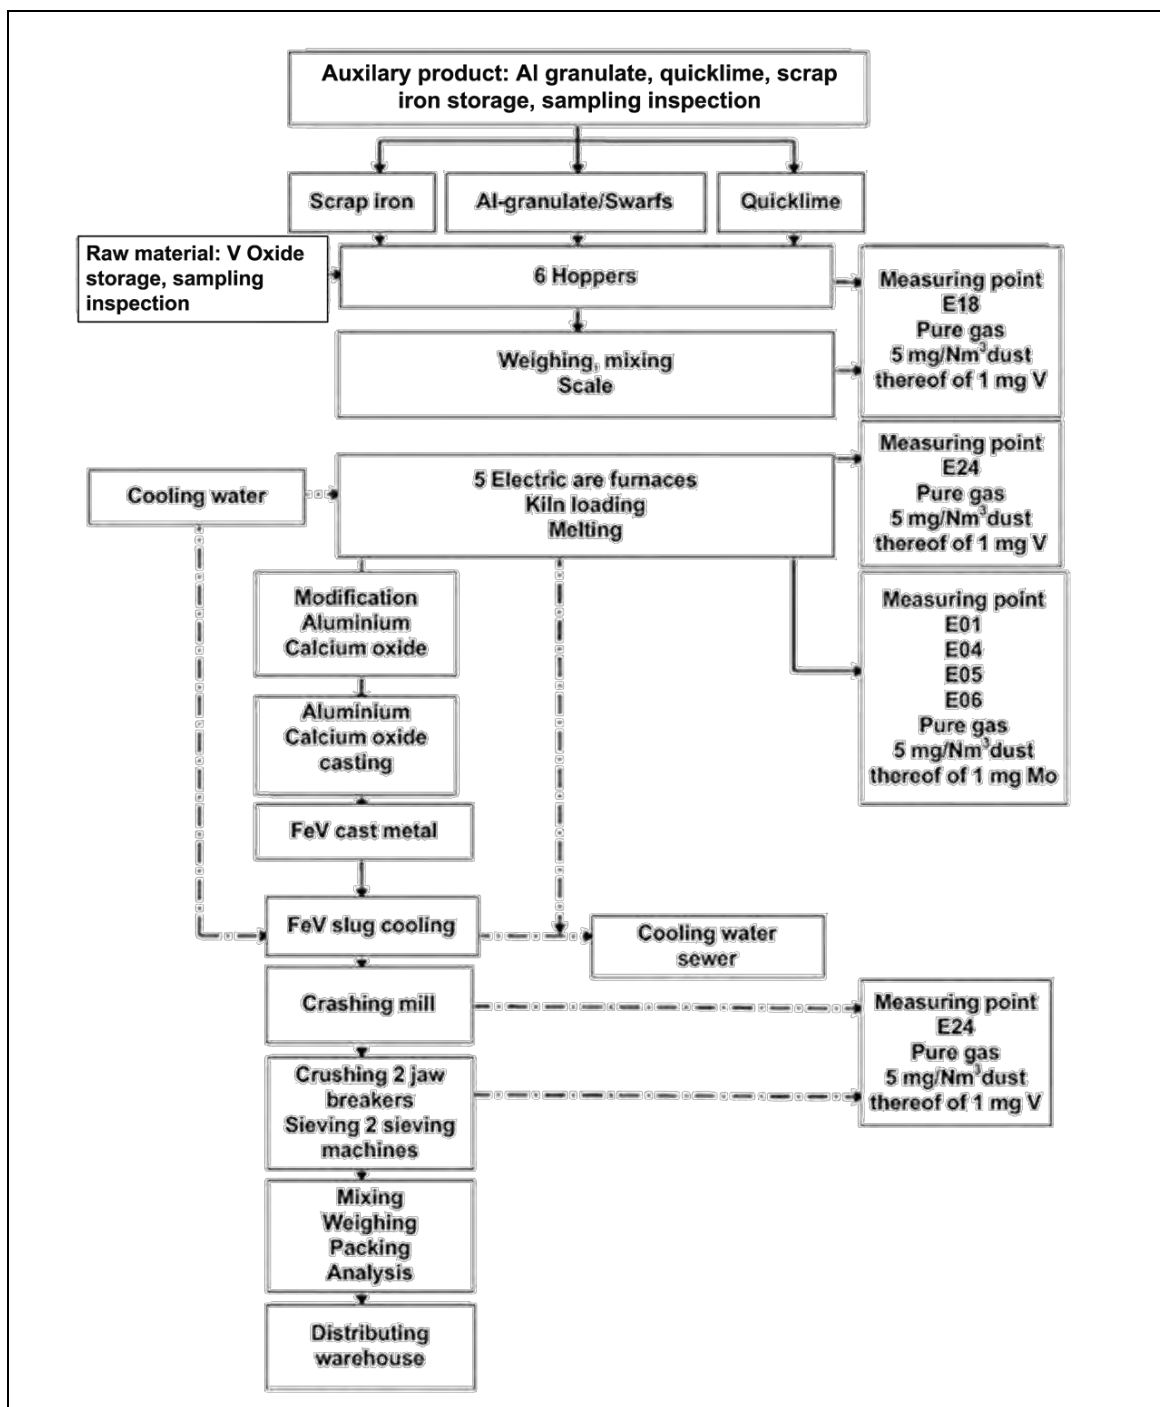 Auxilary product: Al granulate, quicklime, scrap
iron storage, sampling inspection
Scrap iron
Al-granulate/Swarfs
Quicklime
Raw material: V Oxide
storage, sampling
inspection
6 Hoppers
Measuring point
E18
Pure gas
5 mg/Nm³dust
thereof of 1 mg V
Weighing, mixing
Scale
Measuring point
E24
Pure gas
5 mg/Nm³dust
thereof of 1 mg V
Cooling water
5 Electric are furnaces
Kiln loading
Melting
Modification
Aluminium
Calcium oxide
Measuring point
E01
E04
E05
E06
Pure gas
5 mg/Nm³dust
thereof of 1 mg Mo
Aluminium
Calcium oxide
casting
FeV cast metal
FeV slug cooling
Cooling water
sewer
Crashing mill
Measuring point
E24
Pure gas
5 mg/Nm³dust
thereof of 1 mg V
Crushing 2 jaw
breakers
Sieving 2 sieving
machines
Mixing
Weighing
Packing
Analysis
Distributing
warehouse